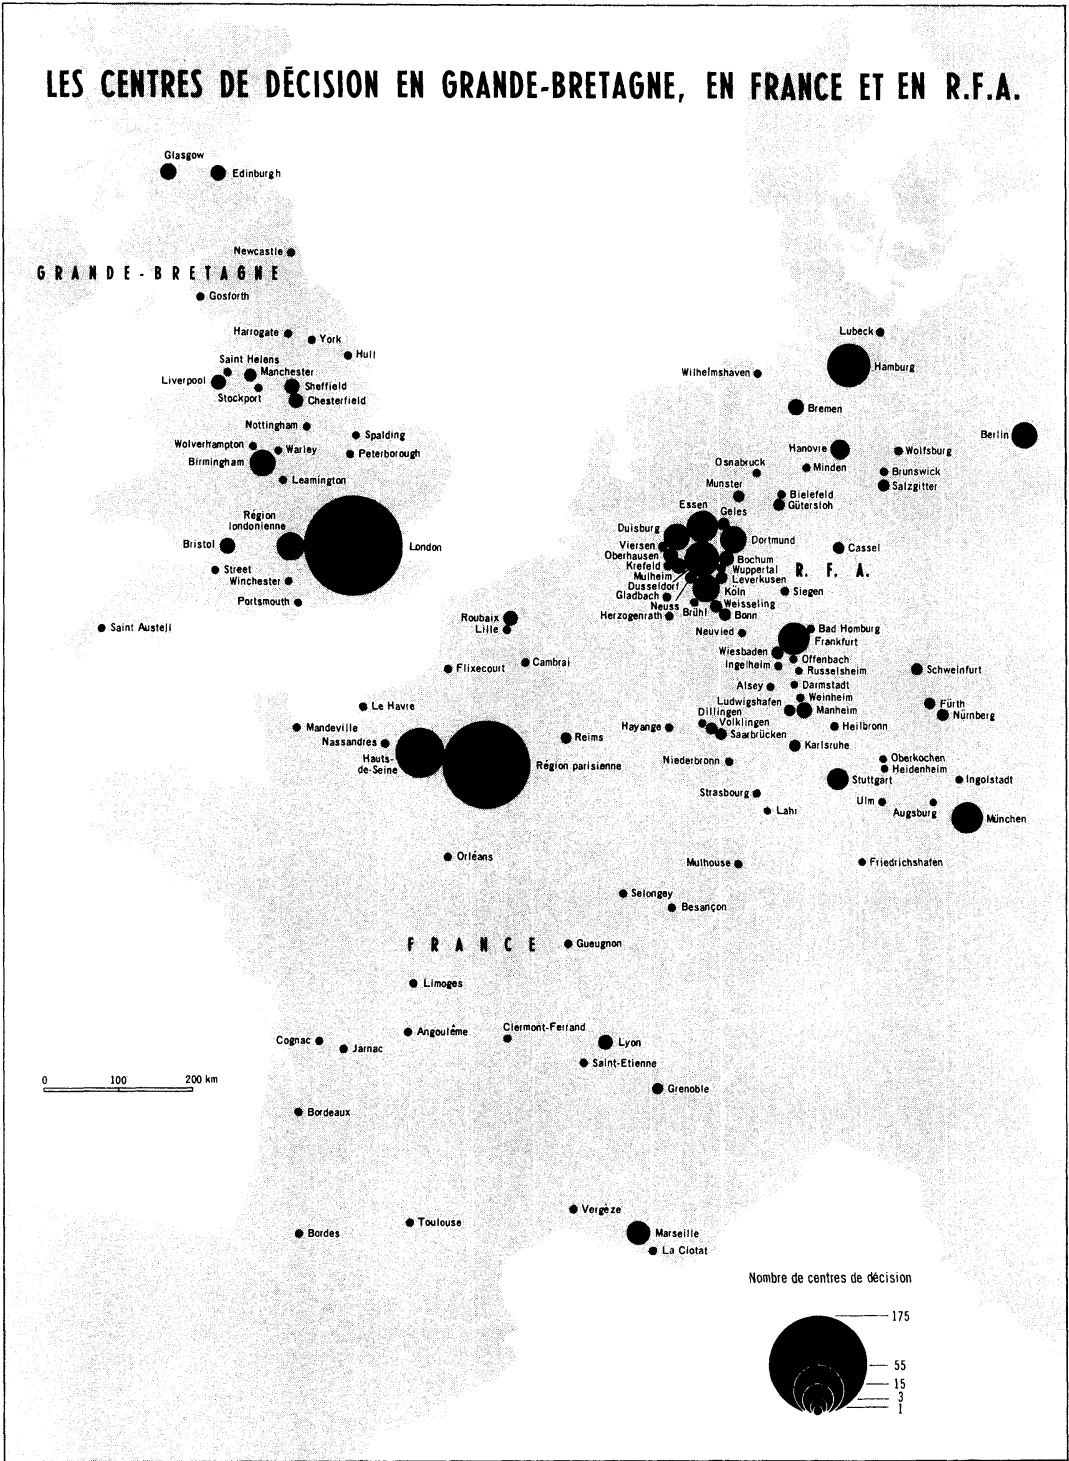 LES CENTRES DE DÉCISION EN GRANDE-BRETAGNE, EN FRANCE ET EN R.F.A.
Glasgow
Edinburgh
Newcastle
GRANDE-BRETAGNE
Gosforth
Harrogate
York
Hull
Saint Helens
Manchester
Liverpool
Sheffield
Stockport
Chesterfield
Nottingham
Spalding
Wolverhampton
Warley
Peterborough
Birmingham
Leamington
Région
londonienne
Bristol
London
Street
Winchester
Portsmouth
Saint Austell
Lubeck
Hamburg
Wilhelmshaven
Bremen
Berlin
Hanovre
Wolfsburg
Osnabruck
Minden
Brunswick
Salzgitter
Munster
Bielefeld
Gütersloh
Essen
Geles
Duisburg
Dortmund
Viersen
Oberhausen
Bochum
Cassel
Krefeld
Wuppertal
R. F. A.
Mulheim
Leverkusen
Dusseldorf
Köln
Siegen
Gladbach
Neuss
Brühl
Weisseling
Herzogenrath
Bonn
Neuvied
Bad Homburg
Frankfurt
Wiesbaden
Offenbach
Ingelheim
Russelsheim
Schweinfurt
Alsey
Darmstadt
Weinheim
Ludwigshafen
Manheim
Fürth
Nürnberg
Dillingen
Volklingen
Saarbrücken
Heilbronn
Karlsruhe
Oberkochen
Heidenheim
Stuttgart
Ingolstadt
Ulm
Augsburg
München
Lahr
Friedrichshafen
Roubaix
Lille
Cambrai
Flixecourt
Le Havre
Mandeville
Nassandres
Hauts-
de-Seine
Région parisienne
Reims
Hayange
Niederbronn
Strasbourg
Orléans
Mulhouse
Selongey
Besançon
FRANCE
Gueugnon
Limoges
Angoulême
Clermont-Ferrand
Cognac
Jarnac
Lyon
Saint-Etienne
Grenoble
0 100 200 km
Bordeaux
Vergèze
Toulouse
Bordes
Marseille
La Ciotat
Nombre de centres de décision
175
55
15
3
1